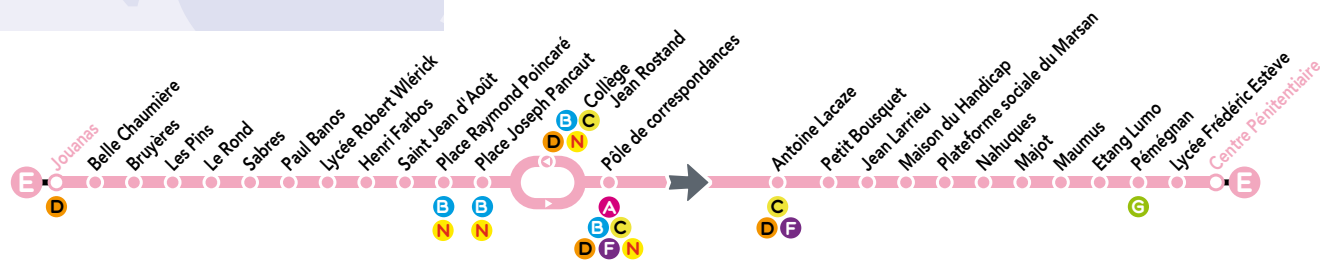 E
Jouanas
D
Belle Chaumière
Bruyères
Les Pins
Le Rond
Sabres
Paul Banos
Lycée Robert Wlérick
Henri Farbos
Saint Jean d'Août
Place Raymond Poincaré
B
N
Place Joseph Pancaut
B
N
Collège
Jean Rostand
B C
D N
Pôle de correspondances
A
B C
D F N
Antoine Lacaze
C
D F
Petit Bousquet
Jean Larrieu
Maison du Handicap
Plateforme sociale du Marsan
Nahuques
Majot
Maumus
Etang Lumo
Pémégnan
G
Lycée Frédéric Estève
Centre Pénitentiaire
E